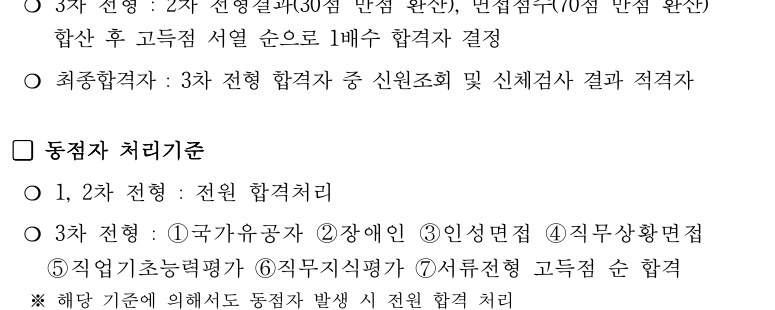 ❍ 3차 전형 : 2차 전형결과(30점 만점 환산), 면접점수(70점 만점 환산)
합산 후 고득점 서열 순으로 1배수 합격자 결정
❍ 최종합격자 : 3차 전형 합격자 중 신원조회 및 신체검사 결과 적격자
❏ 동점자 처리기준
❍ 1, 2차 전형 : 전원 합격처리
❍ 3차 전형 : ①국가유공자 ②장애인 ③인성면접 ④직무상황면접
⑤직업기초능력평가 ⑥직무지식평가 ⑦서류전형 고득점 순 합격
※ 해당 기준에 의해서도 동점자 발생 시 전원 합격 처리